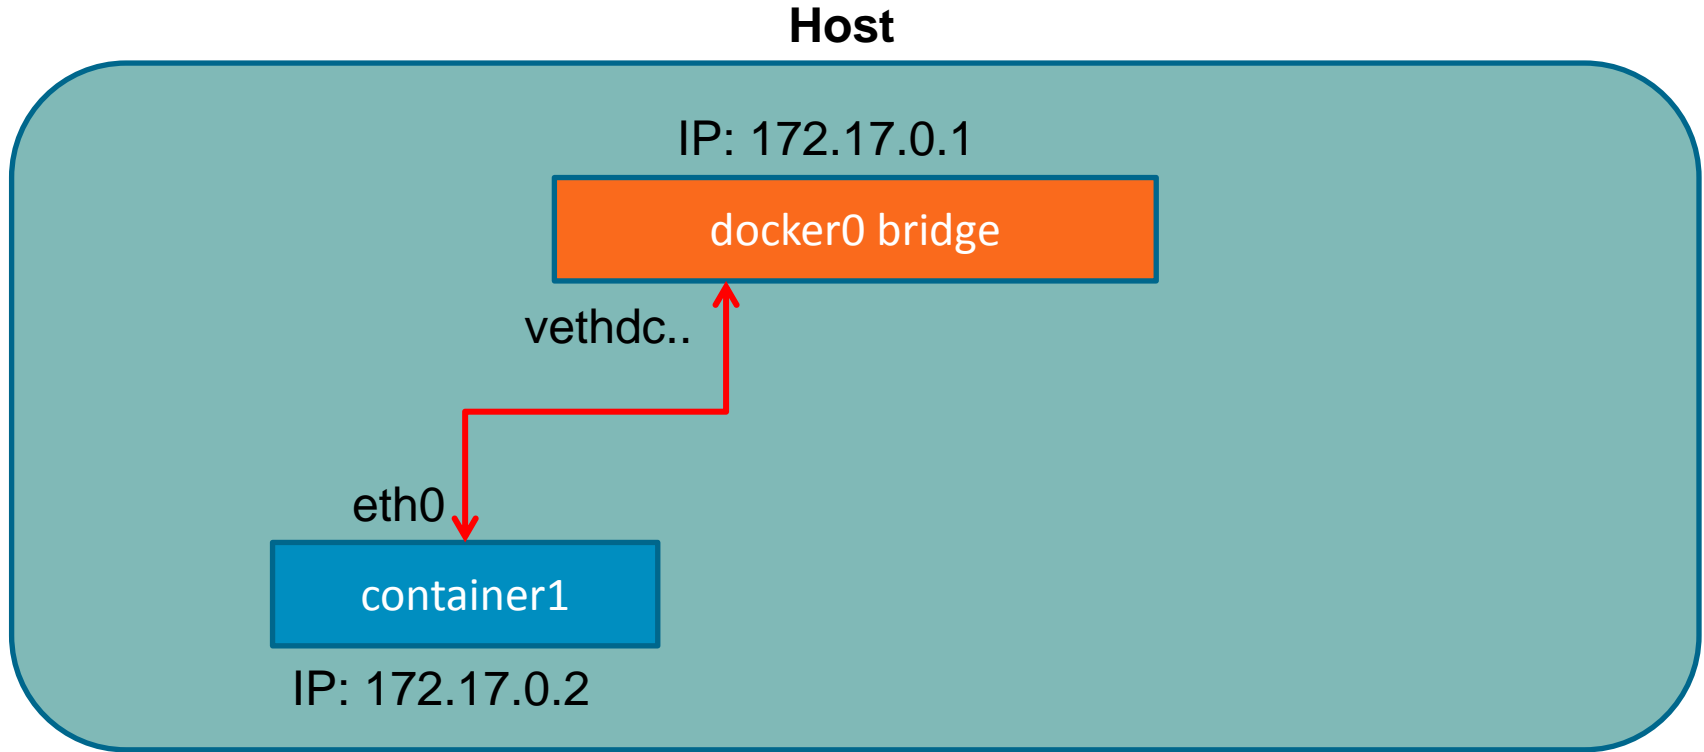 Host
IP: 172.17.0.1
docker0 bridge
vethdc..
eth0
container1
IP: 172.17.0.2